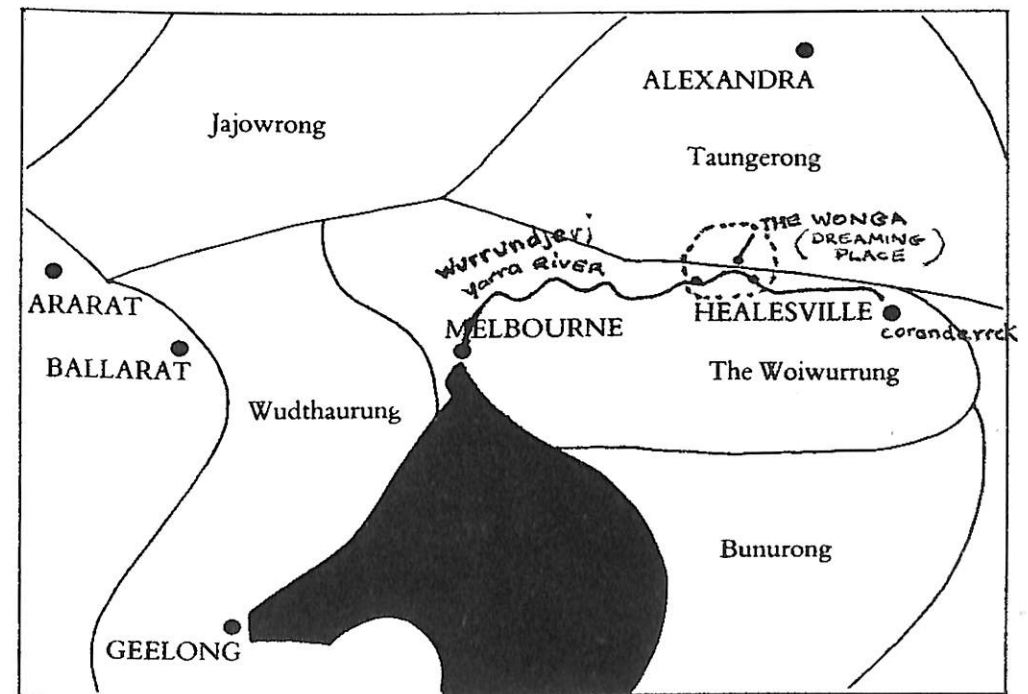 ALEXANDRA
Jajowrong
Taungerong
THE WONGA
(DREAMING
PLACE)
Wurrundjeri
Yarra RIVER
ARARAT
MELBOURNE
HEALESVILLE
coranderrek
BALLARAT
The Woiwurrung
Wudthaurung
Bunurong
GEELONG